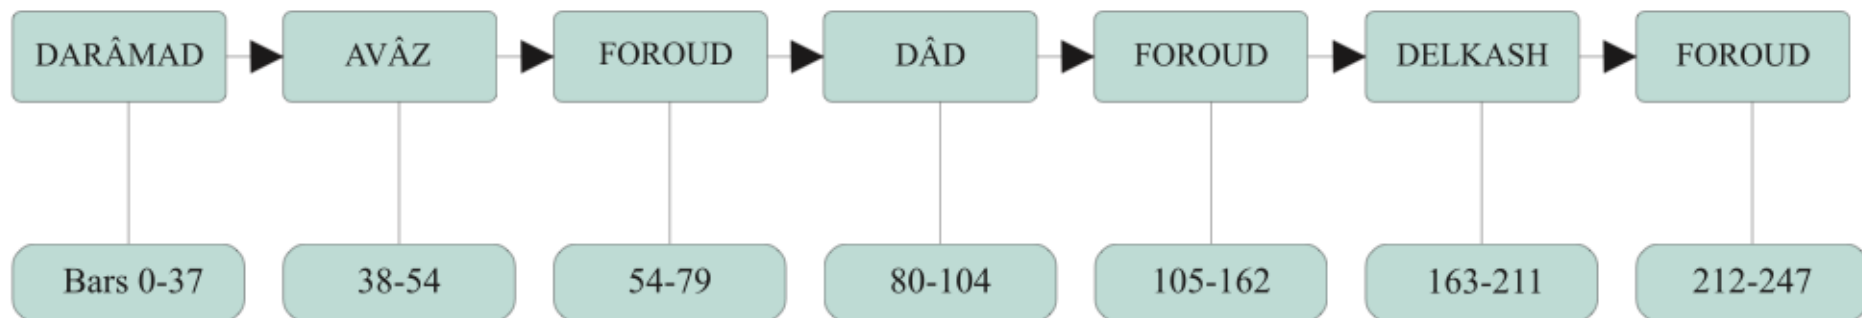 DARÂMAD
AVÂZ
FOROUD
DÂD
FOROUD
DELKASH
FOROUD
Bars 0-37
38-54
54-79
80-104
105-162
163-211
212-247